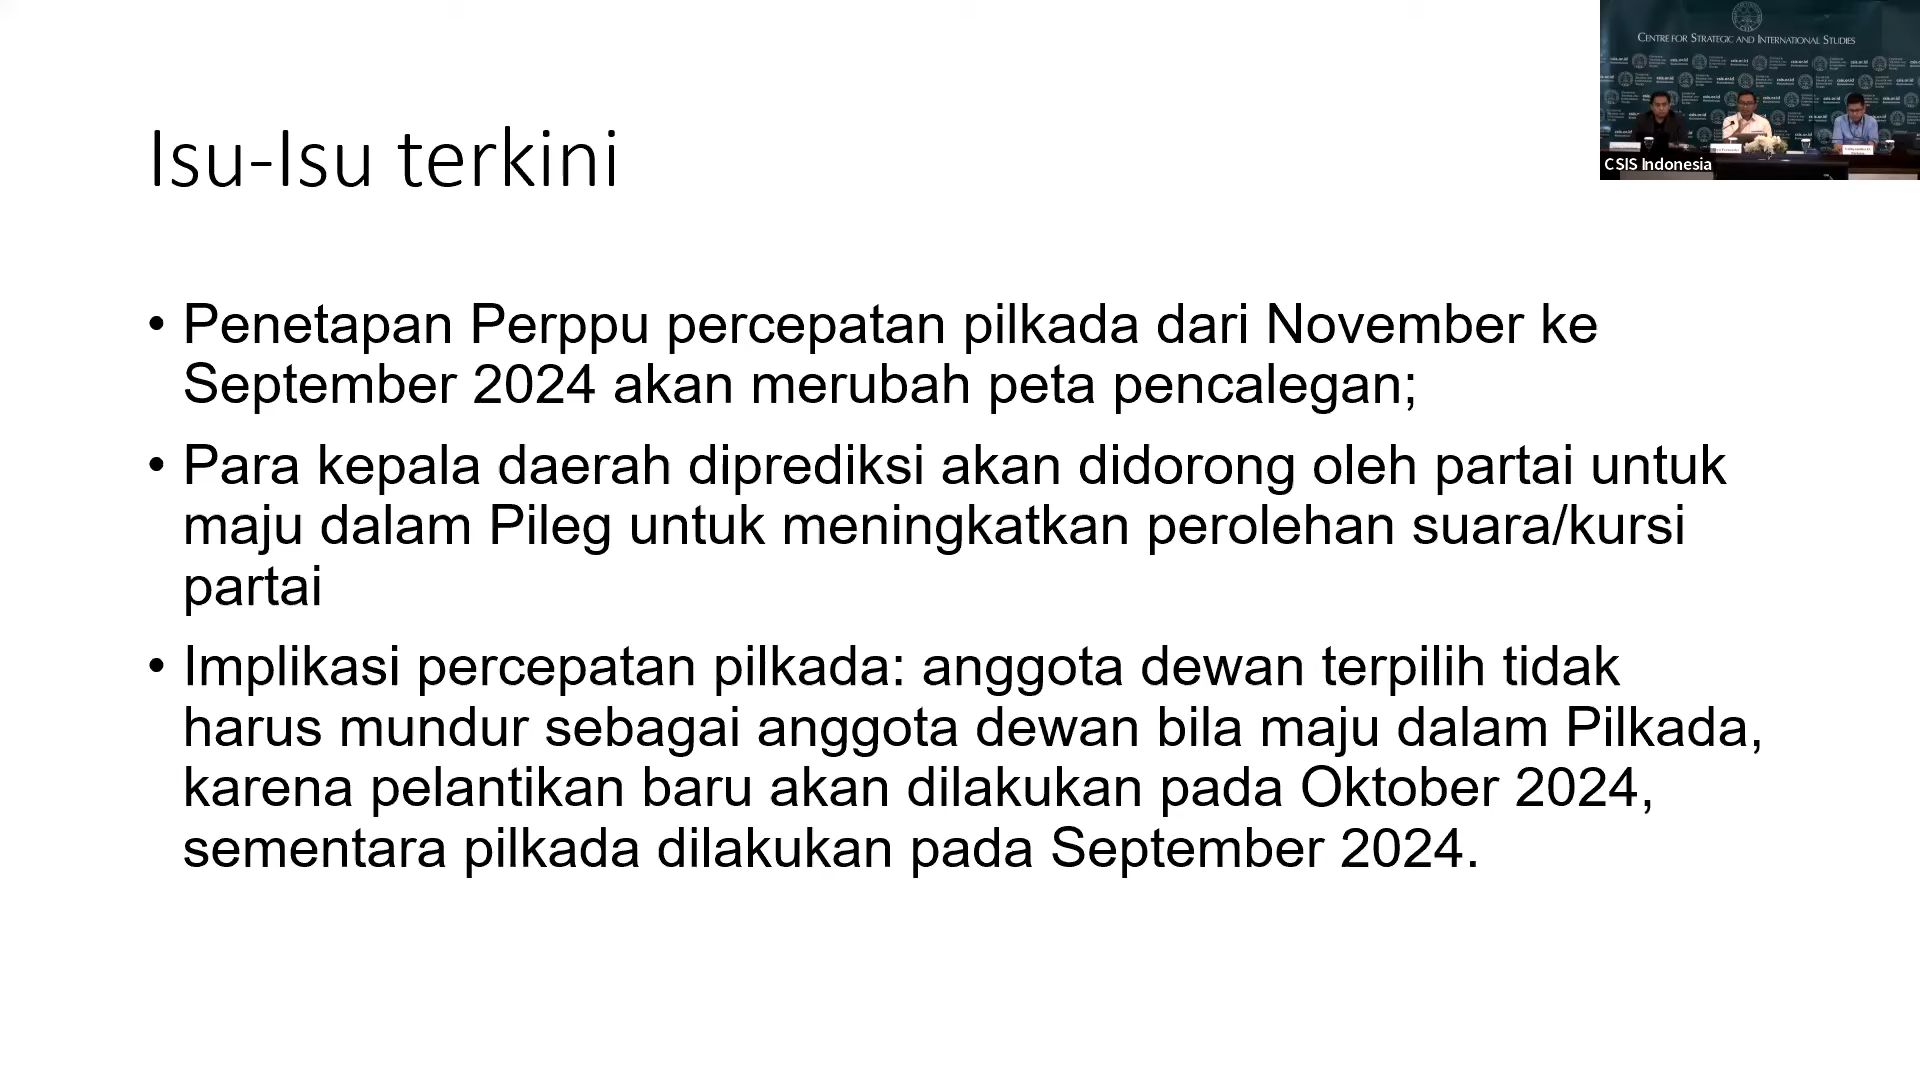 CENTRE FOR STRATEGIC AND INTERNATIONAL STUDIES
CSIS Indonesia
Isu-Isu terkini
• Penetapan Perppu percepatan pilkada dari November ke
September 2024 akan merubah peta pencalegan;
• Para kepala daerah diprediksi akan didorong oleh partai untuk
maju dalam Pileg untuk meningkatkan perolehan suara/kursi
partai
• Implikasi percepatan pilkada: anggota dewan terpilih tidak
harus mundur sebagai anggota dewan bila maju dalam Pilkada,
karena pelantikan baru akan dilakukan pada Oktober 2024,
sementara pilkada dilakukan pada September 2024.